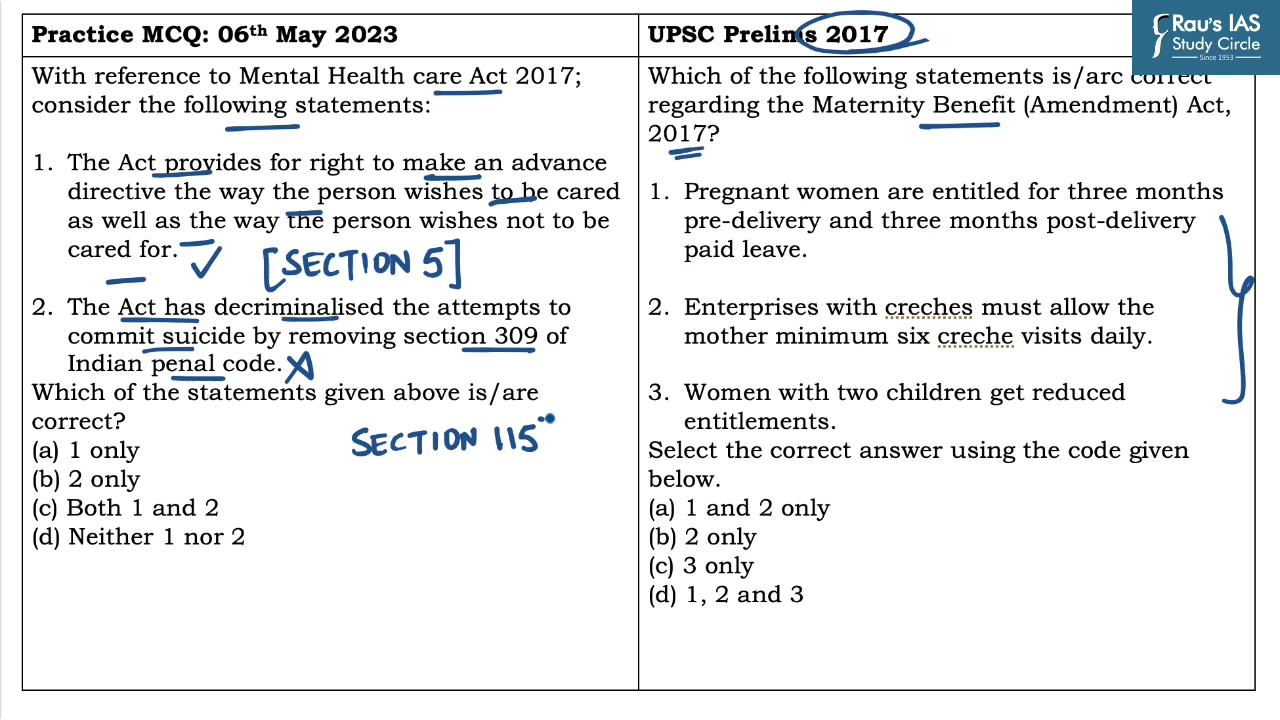 Practice MCQ: 06th May 2023
With reference to Mental Health care Act 2017;
consider the following statements:
1. The Act provides for right to make an advance
directive the way the person wishes to be cared
as well as the way the person wishes not to be
cared for.
[SECTION 5]
2. The Act has decriminalised the attempts to
commit suicide by removing section 309 of
Indian penal code.
Which of the statements given above is/are
correct?
(a) 1 only
SECTION 115
(b) 2 only
(c) Both 1 and 2
(d) Neither 1 nor 2
UPSC Prelims 2017
Rau's IAS
Study Circle
Since 1953
Which of the following statements is/are correct
regarding the Maternity Benefit (Amendment) Act,
2017?
1. Pregnant women are entitled for three months
pre-delivery and three months post-delivery
paid leave.
2. Enterprises with creches must allow the
mother minimum six creche visits daily.
3. Women with two children get reduced
entitlements.
Select the correct answer using the code given
below.
(a) 1 and 2 only
(b) 2 only
(c) 3 only
(d) 1, 2 and 3